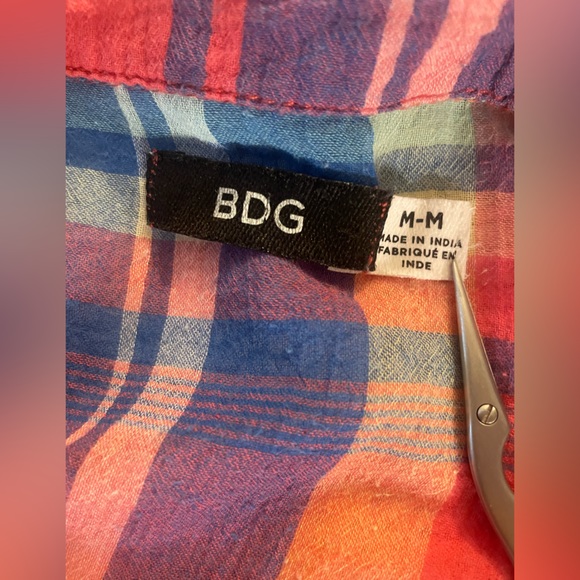 BDG
M-M
MADE IN INDIA
FABRIQUÉ EN
INDE